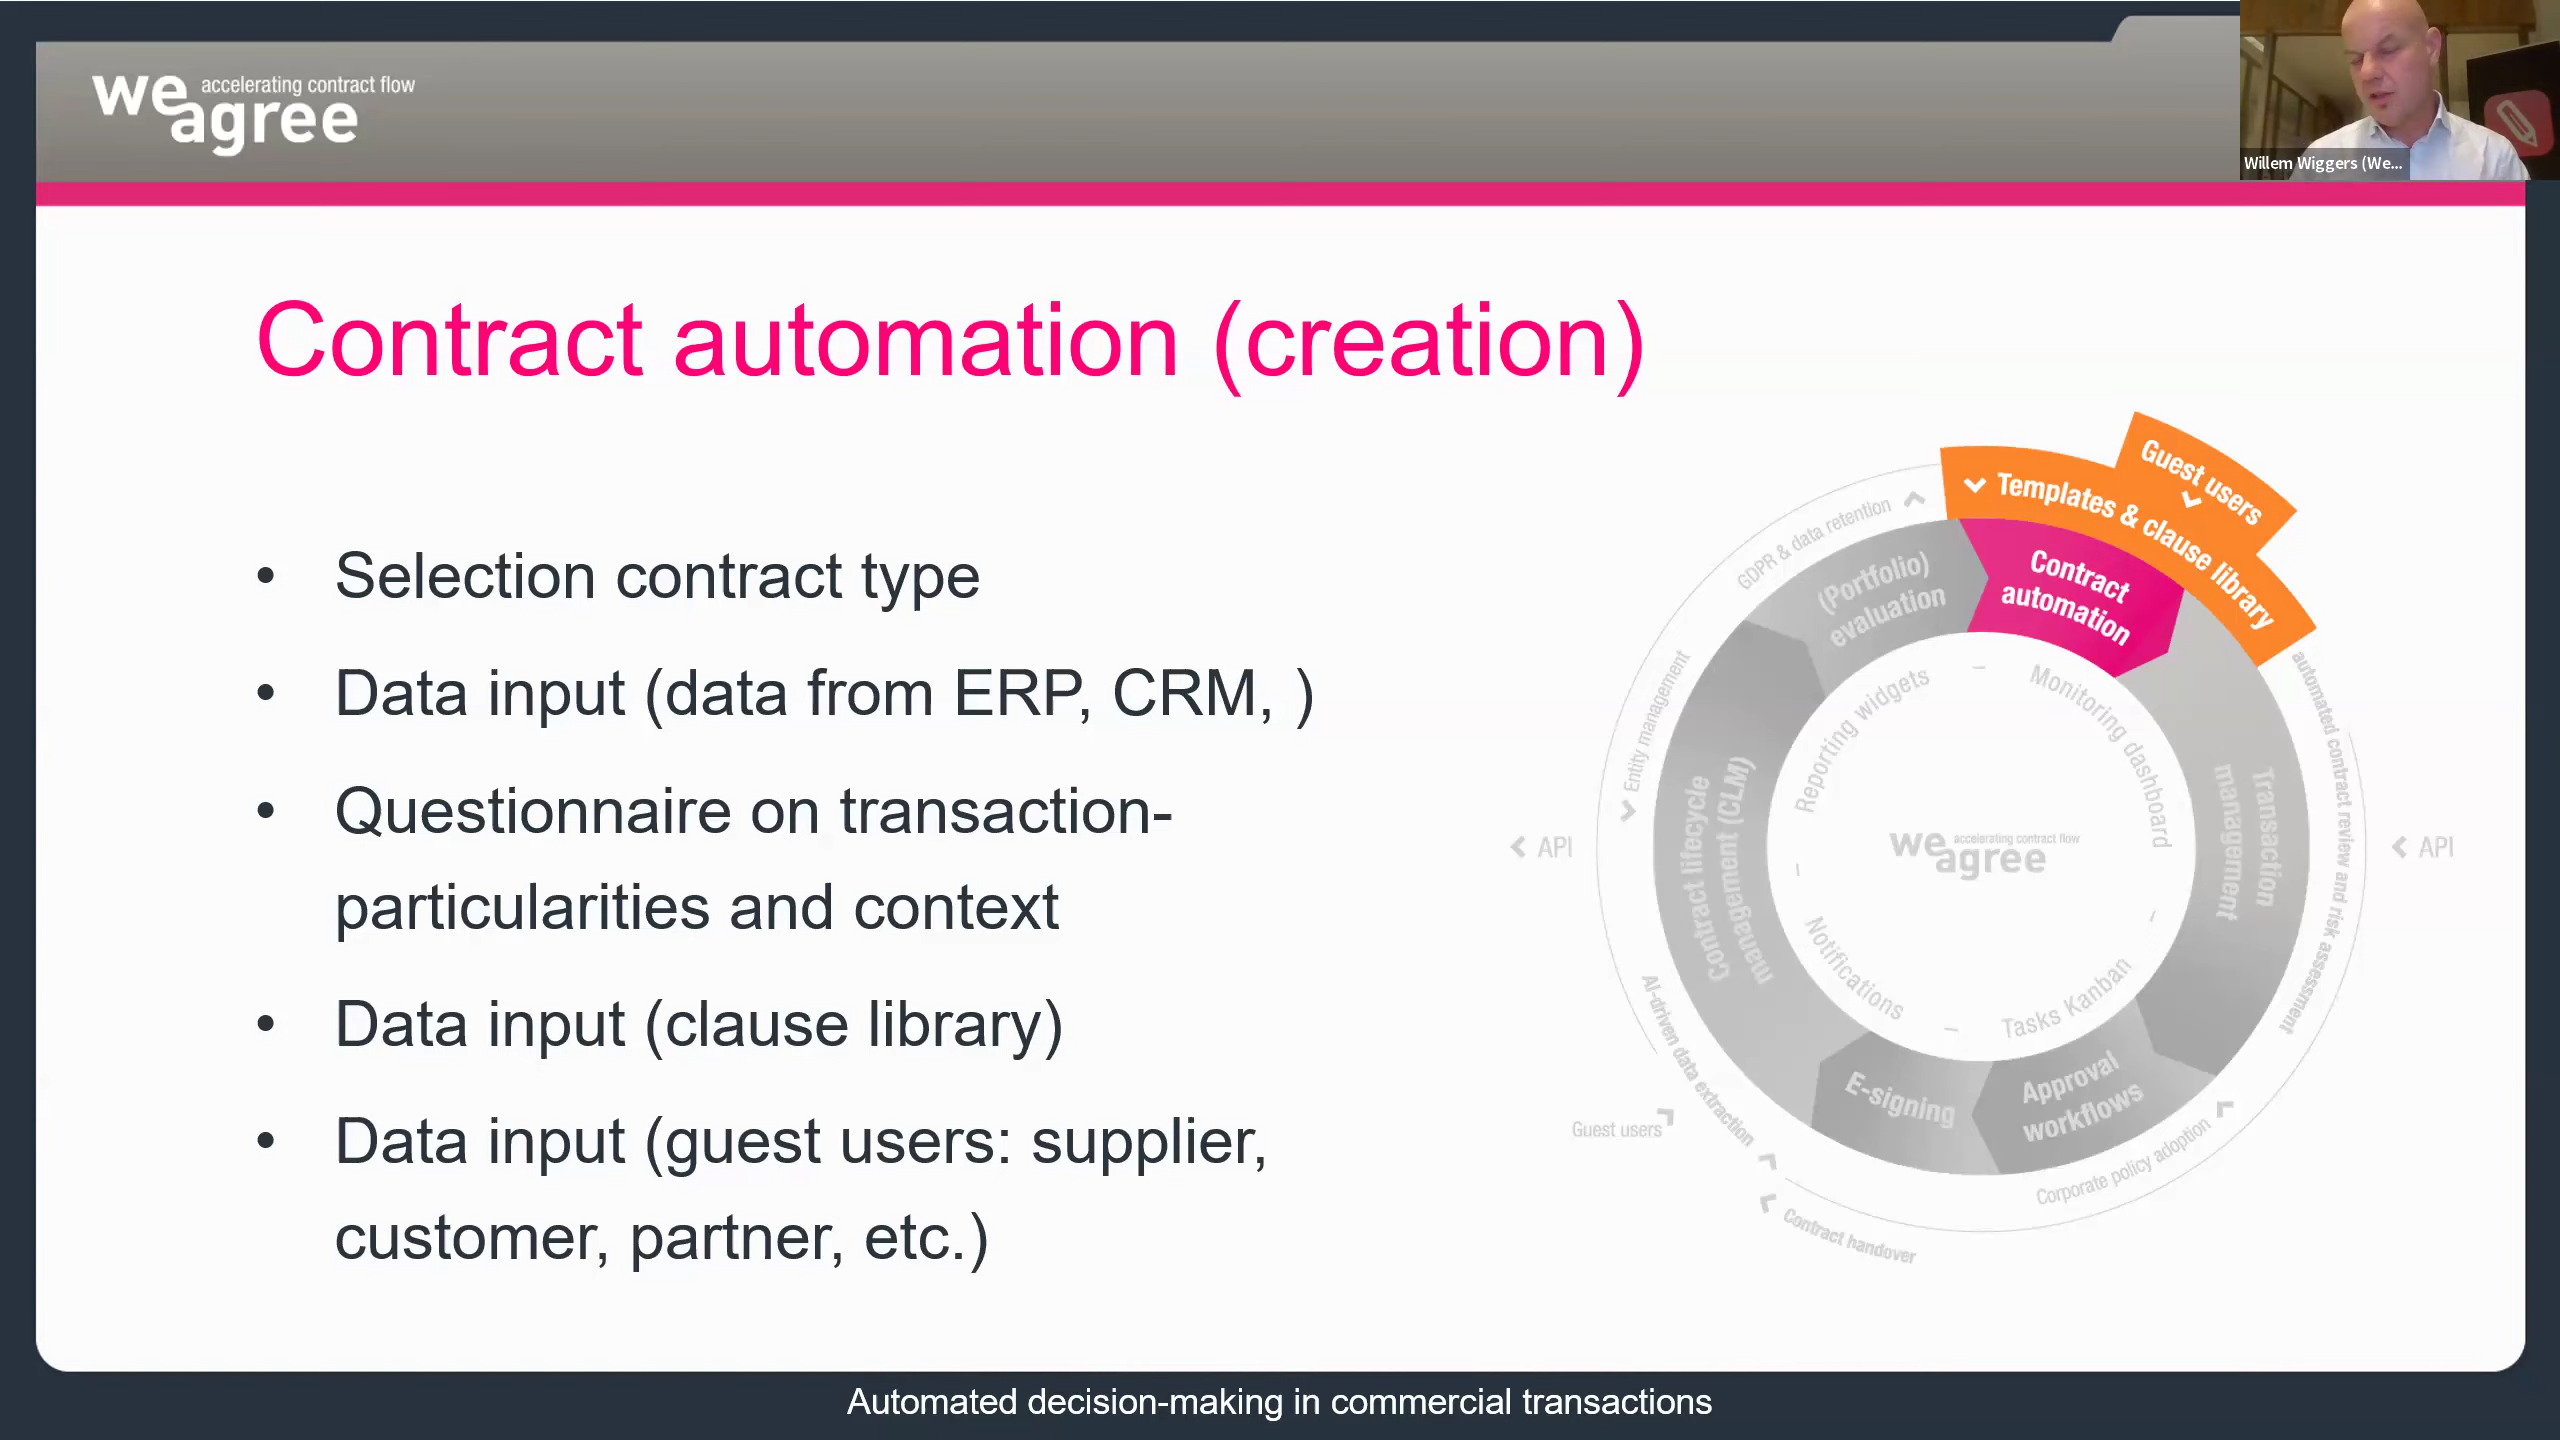 we accelerating contract flow
agree
Willem Wiggers (We...
Contract automation (creation)
• Selection contract type
• Data input (data from ERP, CRM, )
• Questionnaire on transaction-
particularities and context
• Data input (clause library)
• Data input (guest users: supplier,
customer, partner, etc.)
Guest users
Templates & clause library
Contract
automation
(Portfolio)
evaluation
GDPR & data retention
Entity management
Contract lifecycle
management (CLM)
AI-driven data extraction
Guest users
Contract handover
E-signing
Approval
workflows
Corporate policy adoption
Transaction
management
automated contract review and risk assessment
Reporting widgets
Monitoring dashboard
Notifications
Tasks Kanban
API
API
we accelerating contract flow
agree
Automated decision-making in commercial transactions